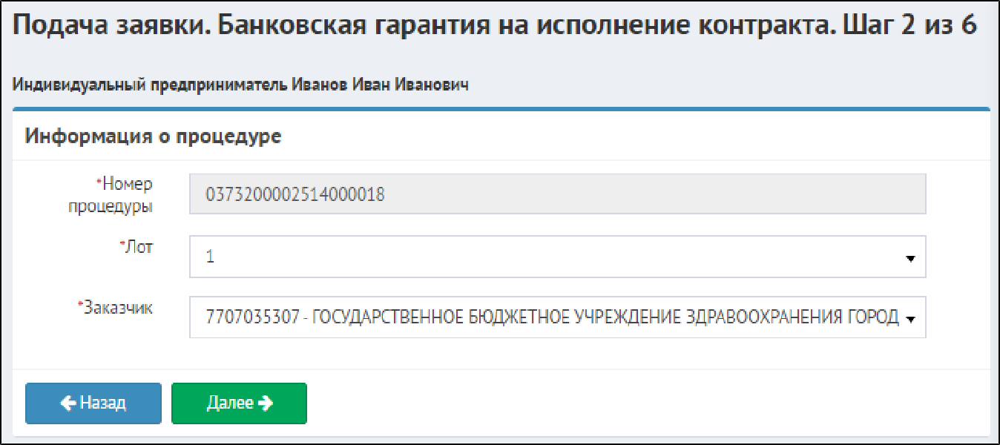 Подача заявки. Банковская гарантия на исполнение контракта. Шаг 2 из 6
Индивидуальный предприниматель Иванов Иван Иванович
Информация о процедуре
*Номер
процедуры
0373200002514000018
*Лот
1
*Заказчик
7707035307 - ГОСУДАРСТВЕННОЕ БЮДЖЕТНОЕ УЧРЕЖДЕНИЕ ЗДРАВООХРАНЕНИЯ ГОРОД
Назад
Далее